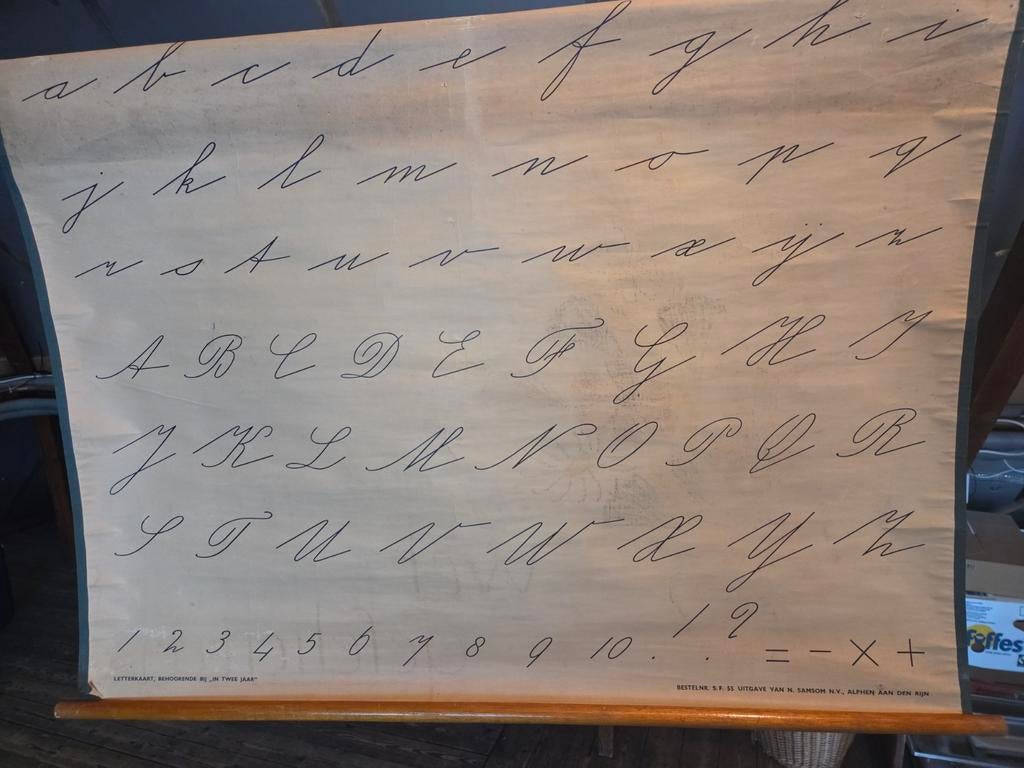 a b c d e f g h i
j k l m n o p q
r s t u v w x ij z
A B C D E F G H I
J K L M N O P Q R
S T U V W X Y Z
1 2 3 4 5 6 7 8 9 10 . ! ? = - × +
LETTERKAART, BEHOORENDE BIJ „IN TWEE JAAR”
BESTELNR. S.F. 55 UITGAVE VAN N. SAMSOM N.V., ALPHEN AAN DEN RIJN